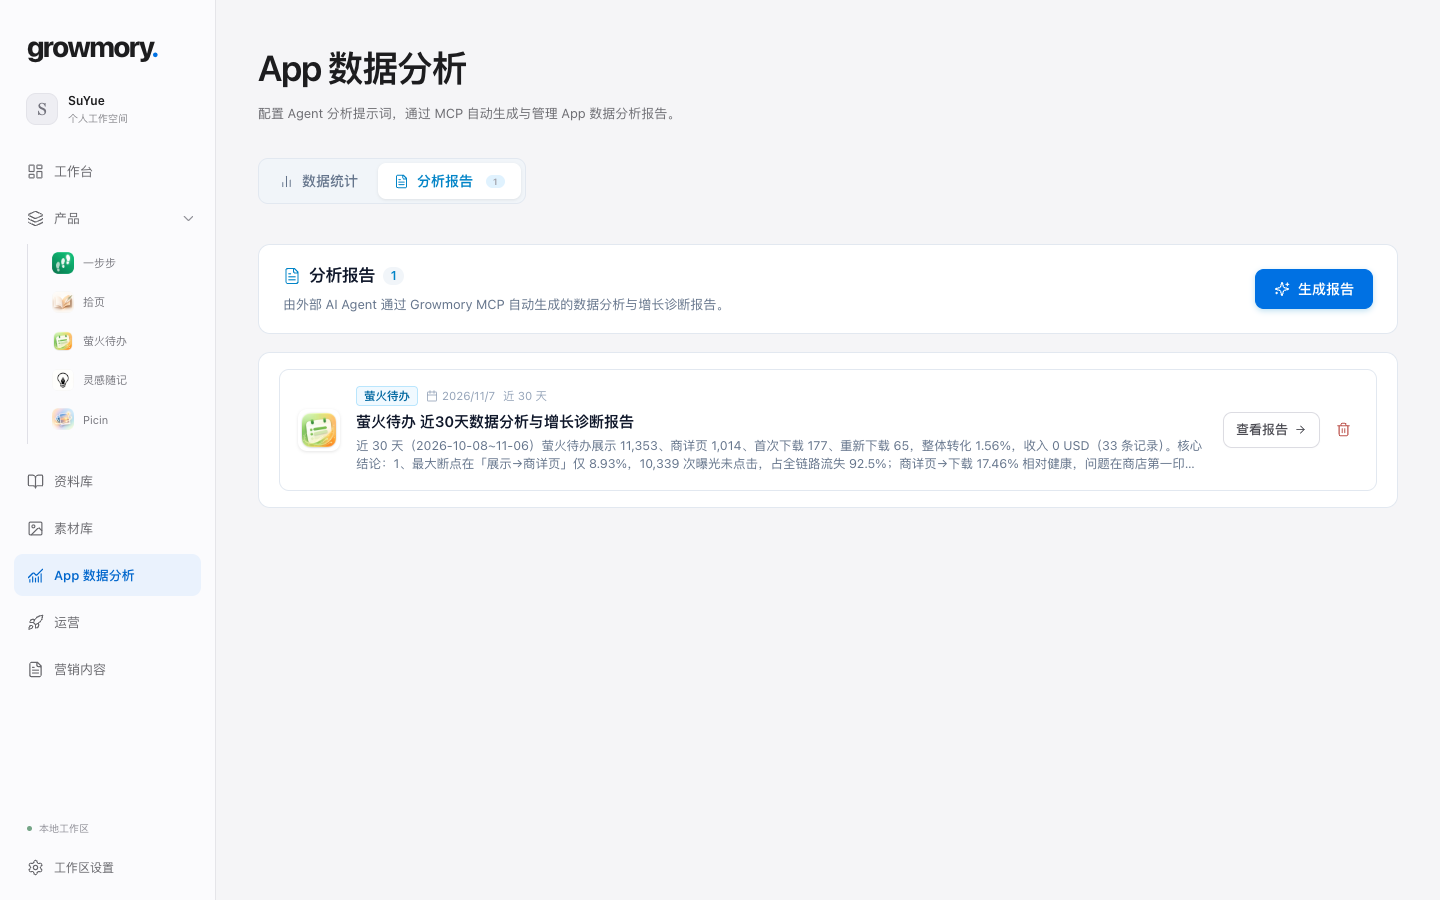 growmory.
S
SuYue
个人工作空间
工作台
产品
一步步
拾页
萤火待办
灵感随记
Picin
资料库
素材库
App 数据分析
运营
营销内容
本地工作区
工作区设置
App 数据分析
配置 Agent 分析提示词，通过 MCP 自动生成与管理 App 数据分析报告。
数据统计
分析报告 1
分析报告 1
由外部 AI Agent 通过 Growmory MCP 自动生成的数据分析与增长诊断报告。
生成报告
萤火待办 2026/11/7 近 30 天
萤火待办 近30天数据分析与增长诊断报告
近 30 天（2026-10-08~11-06）萤火待办展示 11,353、商详页 1,014、首次下载 177、重新下载 65，整体转化 1.56%，收入 0 USD（33 条记录）。核心
结论：1、最大断点在「展示→商详页」仅 8.93%，10,339 次曝光未点击，占全链路流失 92.5%；商详页→下载 17.46% 相对健康，问题在商店第一印...
查看报告 →